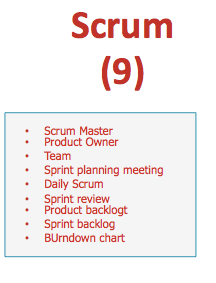 Scrum
(9)
• Scrum Master
• Product Owner
• Team
• Sprint planning meeting
• Daily Scrum
• Sprint review
• Product backlogt
• Sprint backlog
• BUrndown chart